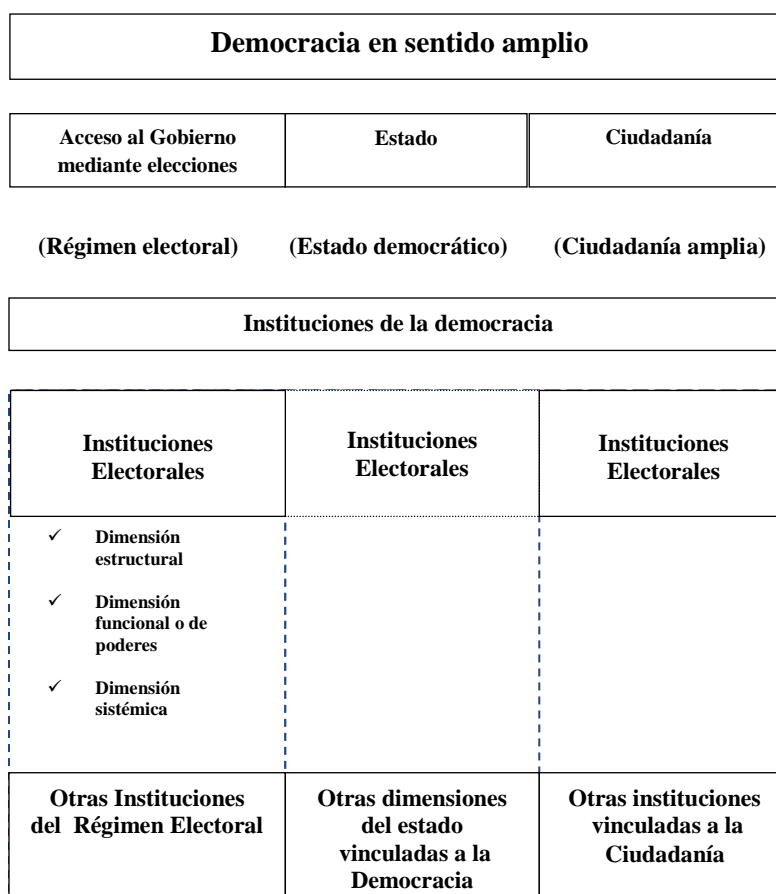 Democracia en sentido amplio
Acceso al Gobierno
mediante elecciones
Estado
Ciudadanía
(Régimen electoral)
(Estado democrático)
(Ciudadanía amplia)
Instituciones de la democracia
Instituciones
Electorales
Instituciones
Electorales
Instituciones
Electorales
✓ Dimensión
estructural
✓ Dimensión
funcional o de
poderes
✓ Dimensión
sistémica
Otras Instituciones
del Régimen Electoral
Otras dimensiones
del estado
vinculadas a la
Democracia
Otras instituciones
vinculadas a la
Ciudadanía